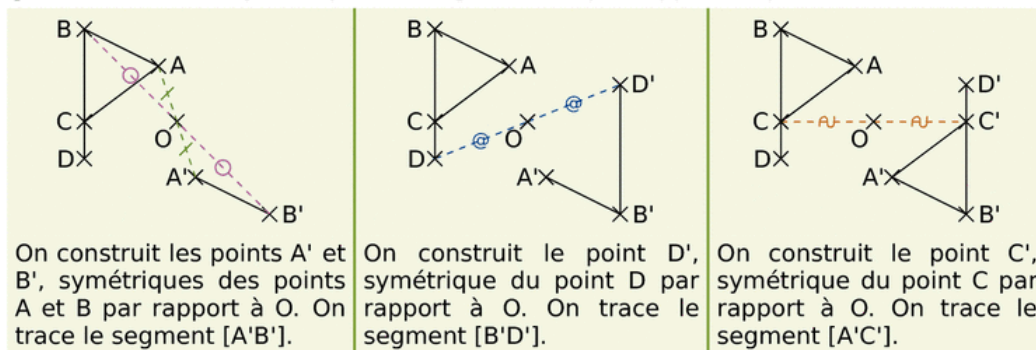 B
A
C
D
O
A'
B'
On construit les points A' et
B', symétriques des points
A et B par rapport à O. On
trace le segment [A'B'].
B
A
D'
C
O
D
A'
B'
On construit le point D',
symétrique du point D par
rapport à O. On trace le
segment [B'D'].
B
A
D'
C
C'
O
D
A'
B'
On construit le point C',
symétrique du point C par
rapport à O. On trace le
segment [A'C'].